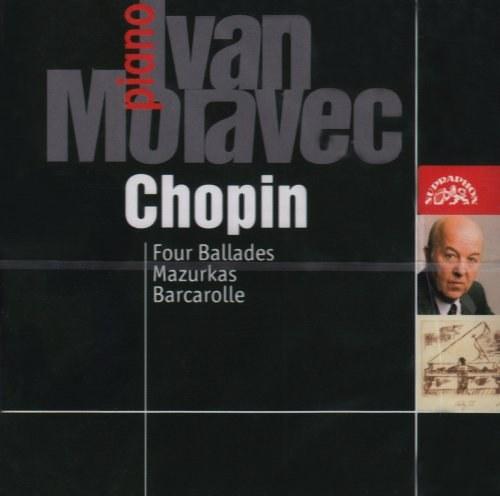 piano
Ivan
Moravec
Chopin
Four Ballades
Mazurkas
Barcarolle
SUPRAPHON